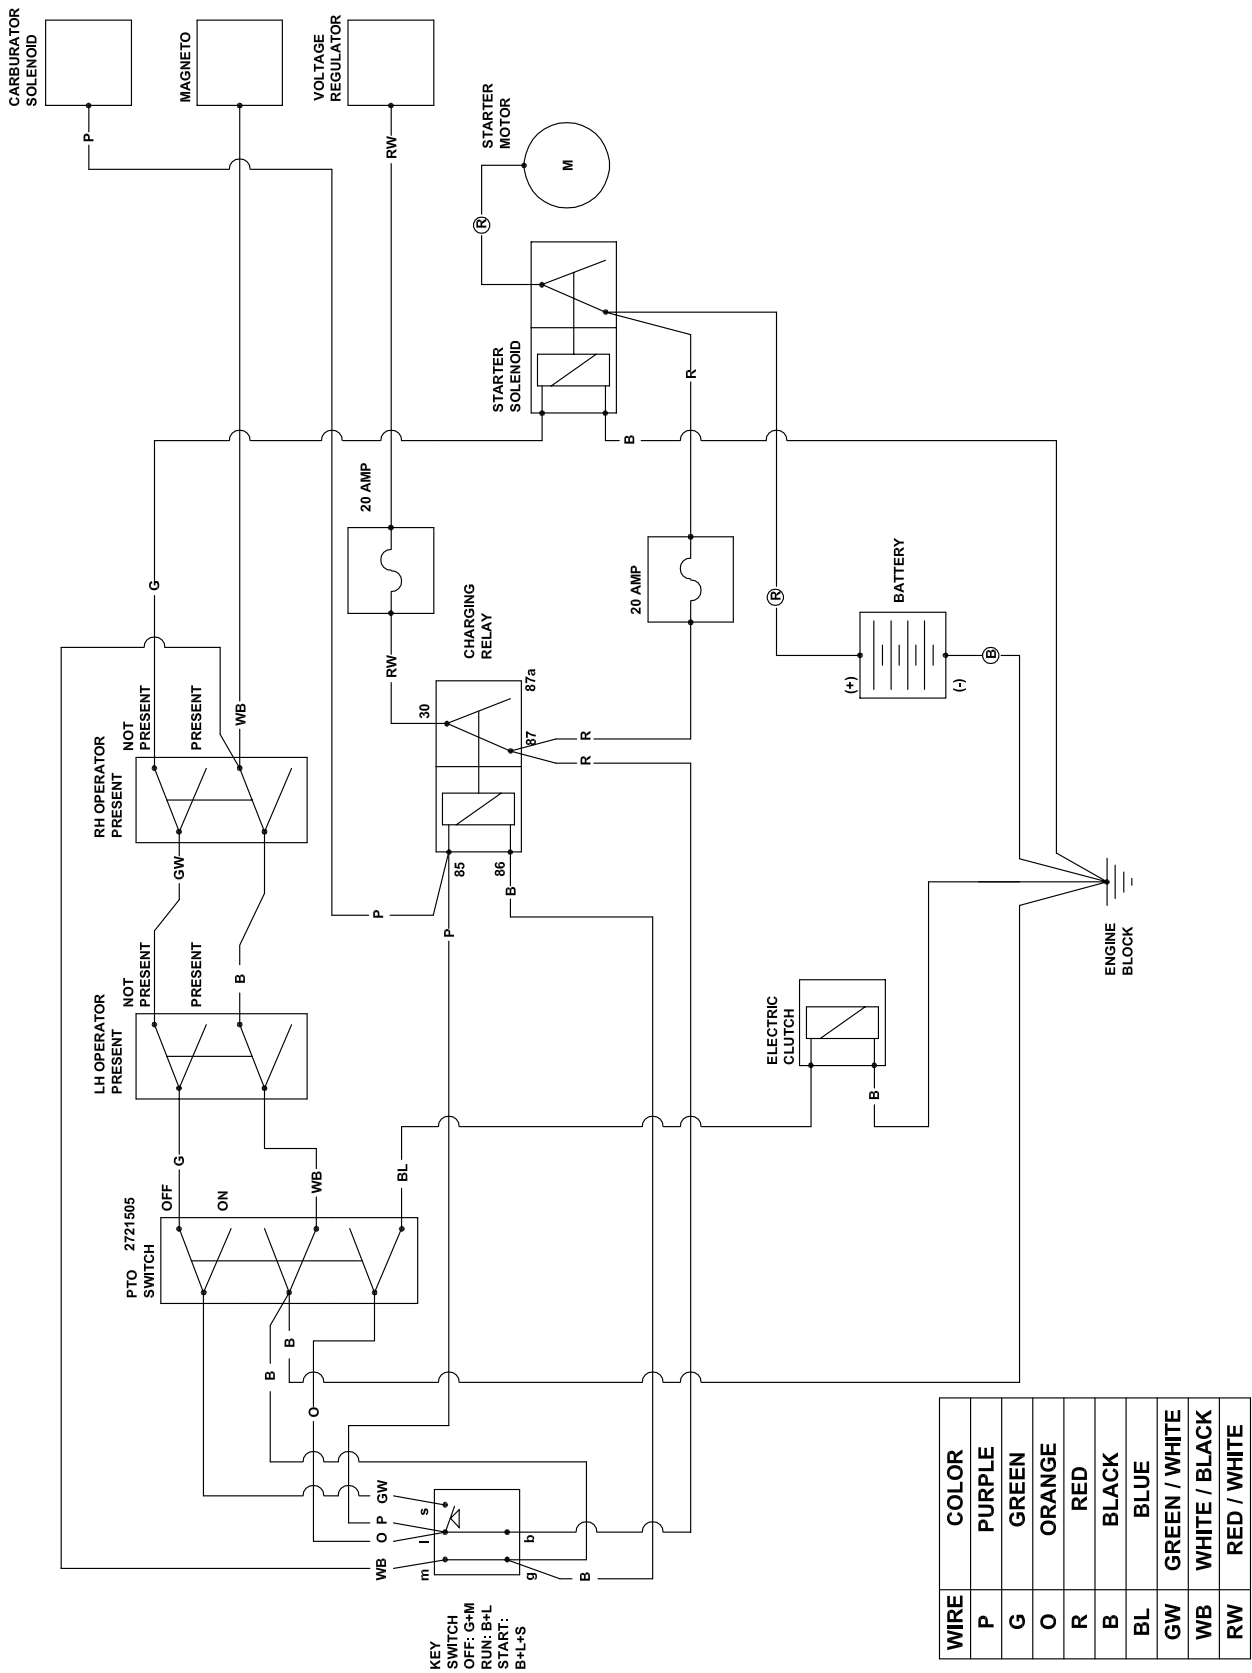 CARBURATOR
SOLENOID
MAGNETO
VOLTAGE
REGULATOR
P
RW
STARTER
MOTOR
M
R
STARTER
SOLENOID
R
B
20 AMP
G
20 AMP
R
BATTERY
(+)
(-)
B
CHARGING
RELAY
RW
30
87a
87
R
R
85
86
B
P
P
RH OPERATOR
PRESENT
NOT
PRESENT
PRESENT
WB
GW
LH OPERATOR
PRESENT
NOT
PRESENT
PRESENT
B
ENGINE
BLOCK
ELECTRIC
CLUTCH
B
G
WB
BL
PTO 2721505
SWITCH
OFF
ON
B
B
O
WB
O
P
GW
m
l
s
g
b
B
KEY
SWITCH
OFF: G+M
RUN: B+L
START:
B+L+S
WIRE COLOR
P PURPLE
G GREEN
O ORANGE
R RED
B BLACK
BL BLUE
GW GREEN / WHITE
WB WHITE / BLACK
RW RED / WHITE